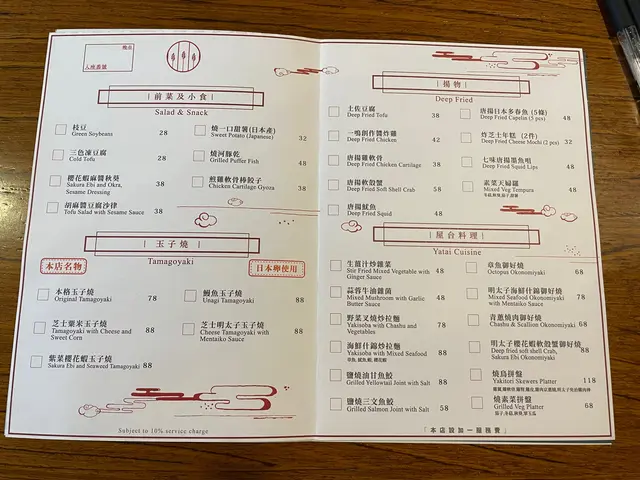 前菜及小食
Salad & Snack
枝豆
Green Soybeans 28
三色凍豆腐
Cold Tofu 28
櫻花蝦麻醬秋葵
Sakura Ebi and Okra, 38
Sesame Dressing
胡麻醬豆腐沙律
Tofu Salad with Sesame Sauce 38
燒一口甜薯(日本產)
Sweet Potato (Japanese) 32
燒河豚乾
Grilled Puffer Fish 48
煎雞軟骨棒餃子
Chicken Cartilage Gyoza 38
玉子燒
Tamagoyaki
本店名物
日本卵使用
本格玉子燒
Original Tamagoyaki 78
芝士粟米玉子燒
Tamagoyaki with Cheese and 88
Sweet Corn
紫菜櫻花蝦玉子燒
Sakura Ebi and Seaweed Tamagoyaki 88
鰻魚玉子燒
Unagi Tamagoyaki 88
芝士明太子玉子燒
Cheese Tamagoyaki with 88
Mentaiko Sauce
Subject to 10% service charge
揚物
Deep Fried
土佐豆腐
Deep Fried Tofu 38
一鳴創作醬炸雞
Deep Fried Chicken 42
唐揚雞軟骨
Deep Fried Chicken Cartilage 38
唐揚軟殼蟹
Deep Fried Soft Shell Crab 58
唐揚魷魚
Deep Fried Squid 48
唐揚日本多春魚 (5條)
Deep Fried Capelin (5 pcs) 48
炸芝士年糕 (2件)
Deep Fried Cheese Mochi (2 pcs) 32
七味唐揚墨魚咀
Deep Fried Squid Lips 48
素菜天婦羅
Mixed Veg Tempura 48
屋台料理
Yatai Cuisine
生薑汁炒雜菜
Stir Fried Mixed Vegetable with 48
Ginger Sauce
蒜蓉牛油雜菌
Mixed Mushroom with Garlic 48
Butter Sauce
野菜叉燒炒拉麵
Yakisoba with Chashu and 78
Vegetables
海鮮什錦炒拉麵
Yakisoba with Mixed Seafood 88
鹽燒油甘魚鮫
Grilled Yellowtail Joint with Salt 88
鹽燒三文魚鮫
Grilled Salmon Joint with Salt 58
章魚御好燒
Octopus Okonomiyaki 68
明太子海鮮什錦御好燒
Mixed Seafood Okonomiyaki 78
with Mentaiko Sauce
青蔥燒肉御好燒
Chashu & Scallion Okonomiyaki 68
明太子櫻花蝦軟殼蟹御好燒
Deep fried soft shell Crab, 88
Sakura Ebi Okonomiyaki
燒鳥拼盤
Yakitori Skewers Platter 118
燒素菜拼盤
Grilled Veg Platter 68
「本店設加一服務費」